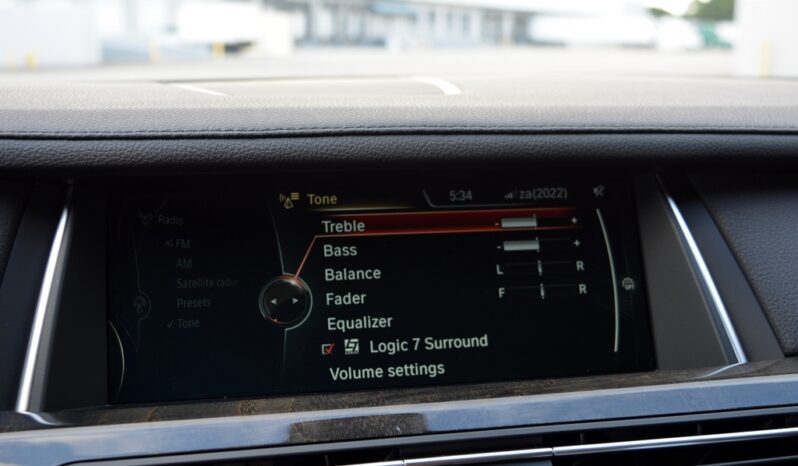 Tone 5:34 za(2022)
Radio
FM
AM
Satellite radio
Presets
Tone
Treble - +
Bass - +
Balance L R
Fader F R
Equalizer
Logic 7 Surround
Volume settings